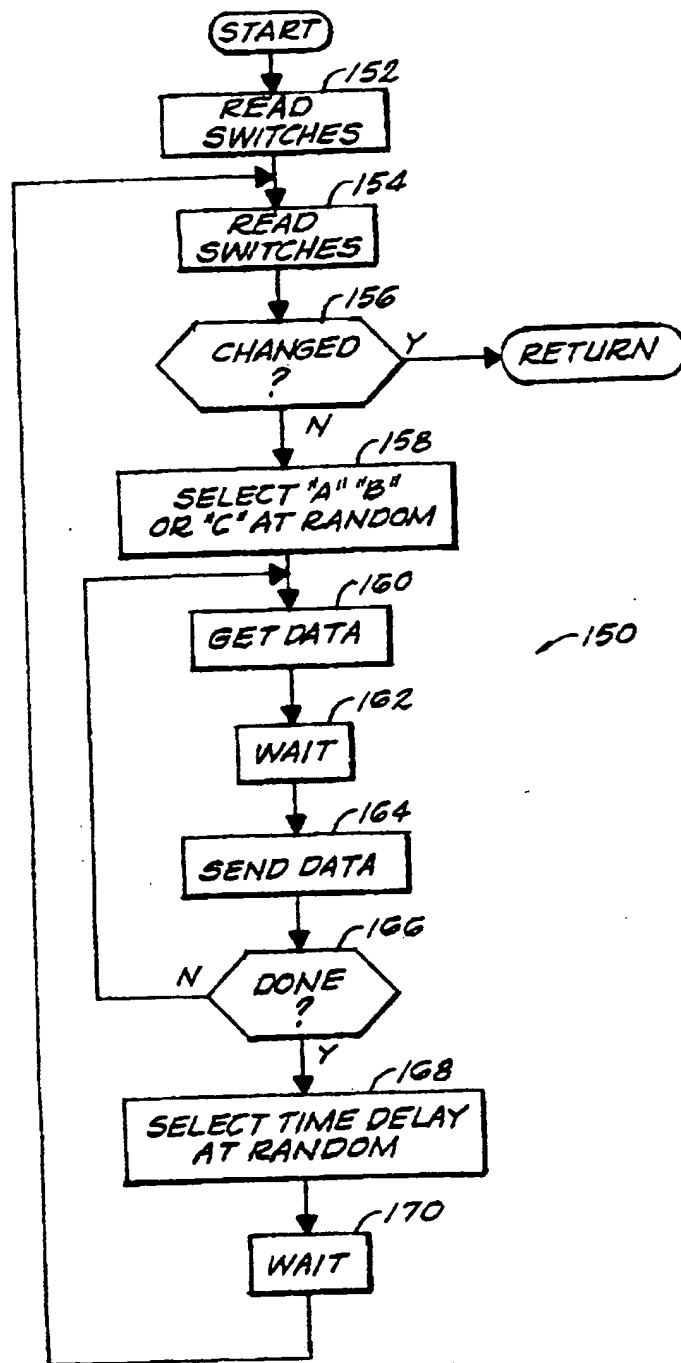 START
152
READ
SWITCHES
154
READ
SWITCHES
156
CHANGED
?
Y
RETURN
N
158
SELECT "A" "B"
OR "C" AT RANDOM
160
GET DATA
150
162
WAIT
164
SEND DATA
166
N
DONE
?
Y
168
SELECT TIME DELAY
AT RANDOM
170
WAIT